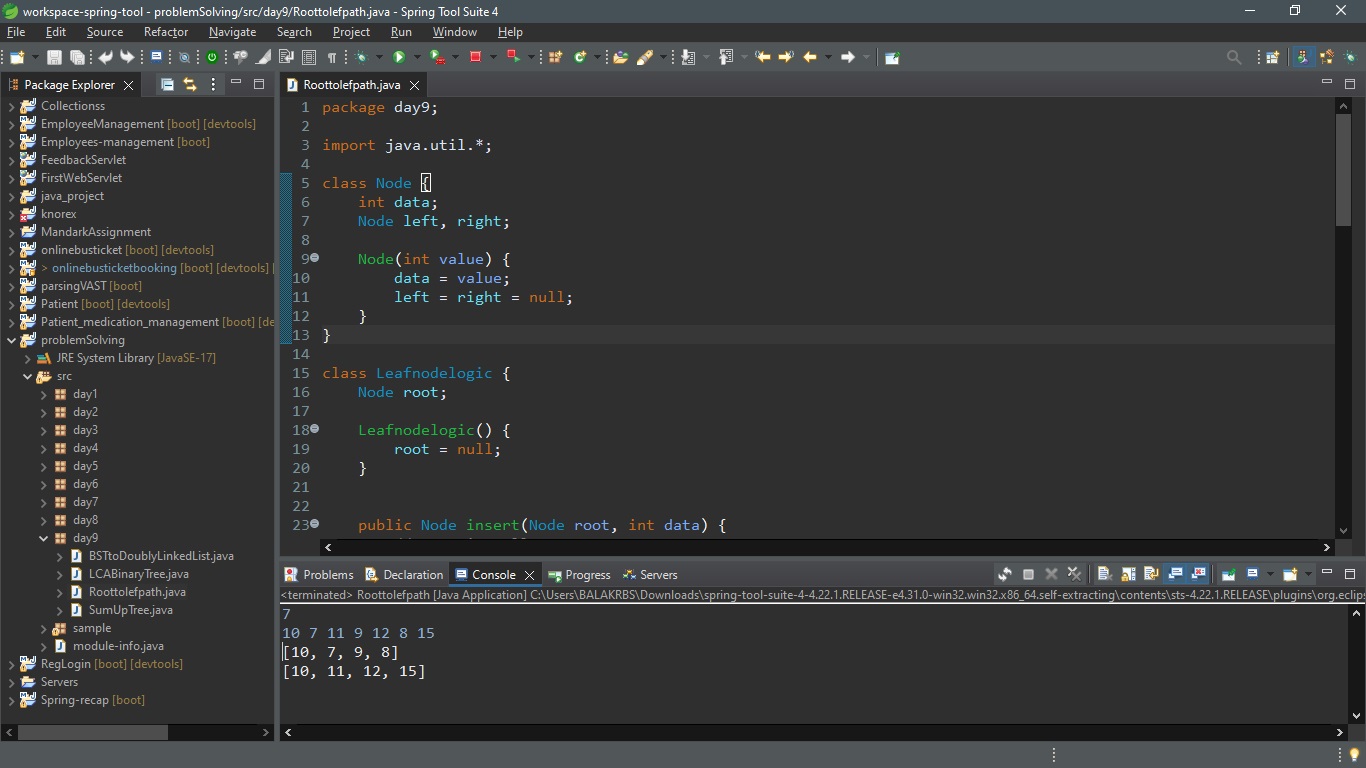 workspace-spring-tool - problemSolving/src/day9/Roottolefpath.java - Spring Tool Suite 4
File Edit Source Refactor Navigate Search Project Run Window Help
Package Explorer
Collectionss
EmployeeManagement [boot] [devtools]
Employees-management [boot]
FeedbackServlet
FirstWebServlet
java_project
knorex
MandarkAssignment
onlinebusticket [boot] [devtools]
> onlinebusticketbooking [boot] [devtools] [
parsingVAST [boot]
Patient [boot] [devtools]
Patient_medication_management [boot] [de
problemSolving
JRE System Library [JavaSE-17]
src
day1
day2
day3
day4
day5
day6
day7
day8
day9
BSTtoDoublyLinkedList.java
LCABinaryTree.java
Roottolefpath.java
SumUpTree.java
sample
module-info.java
RegLogin [boot] [devtools]
Servers
Spring-recap [boot]
Roottolefpath.java
1 package day9;
2
3 import java.util.*;
4
5 class Node {
6     int data;
7     Node left, right;
8
9     Node(int value) {
10         data = value;
11         left = right = null;
12     }
13 }
14
15 class Leafnodelogic {
16     Node root;
17
18     Leafnodelogic() {
19         root = null;
20     }
21
22
23     public Node insert(Node root, int data) {
Problems Declaration Console Progress Servers
<terminated> Roottolefpath [Java Application] C:\Users\BALAKRBS\Downloads\spring-tool-suite-4-4.22.1.RELEASE-e4.31.0-win32.win32.x86_64.self-extracting\contents\sts-4.22.1.RELEASE\plugins\org.eclips
7
10 7 11 9 12 8 15
[10, 7, 9, 8]
[10, 11, 12, 15]